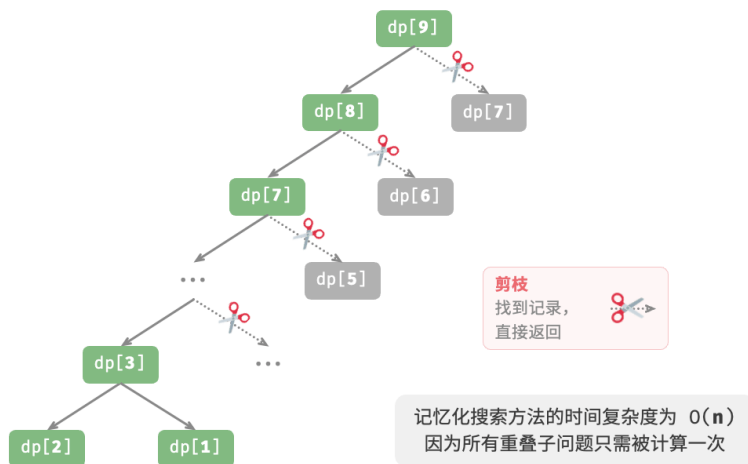 dp[9]
dp[8]
dp[7]
dp[7]
dp[6]
...
dp[5]
dp[3]
...
dp[2]
dp[1]
剪枝
找到记录，
直接返回
记忆化搜索方法的时间复杂度为 O(n)
因为所有重叠子问题只需被计算一次